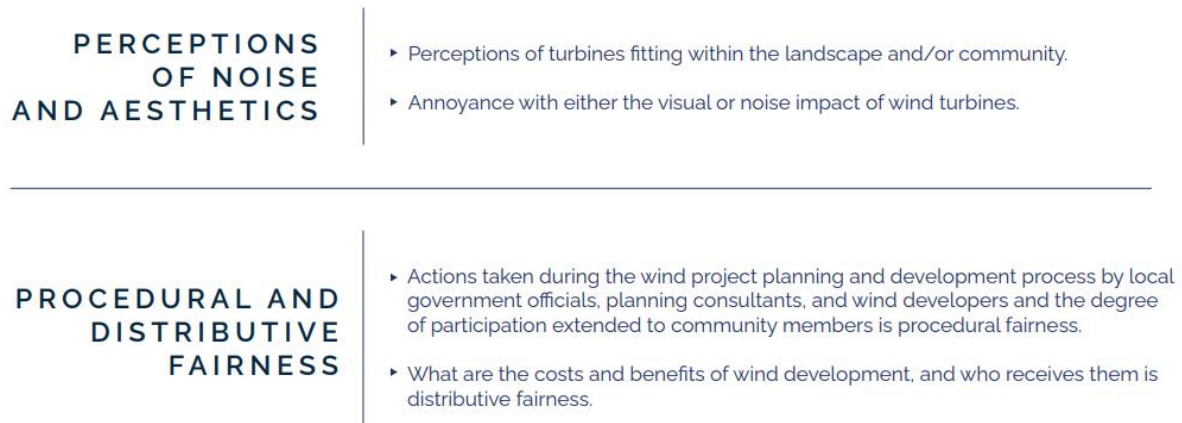 PERCEPTIONS
OF NOISE
AND AESTHETICS
▸ Perceptions of turbines fitting within the landscape and/or community.
▸ Annoyance with either the visual or noise impact of wind turbines.
PROCEDURAL AND
DISTRIBUTIVE
FAIRNESS
▸ Actions taken during the wind project planning and development process by local
government officials, planning consultants, and wind developers and the degree
of participation extended to community members is procedural fairness.
▸ What are the costs and benefits of wind development, and who receives them is
distributive fairness.